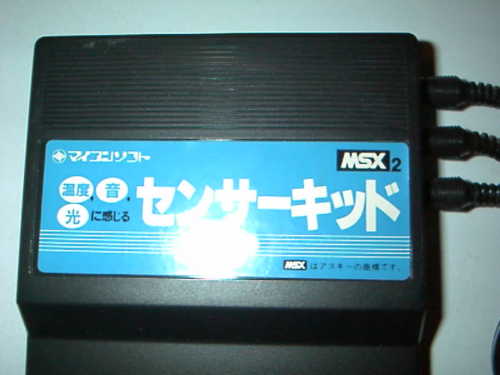 マイコンソフト
MSX2
温度, 音,
光に感じる
センサーキッド
MSXはアスキーの商標です。